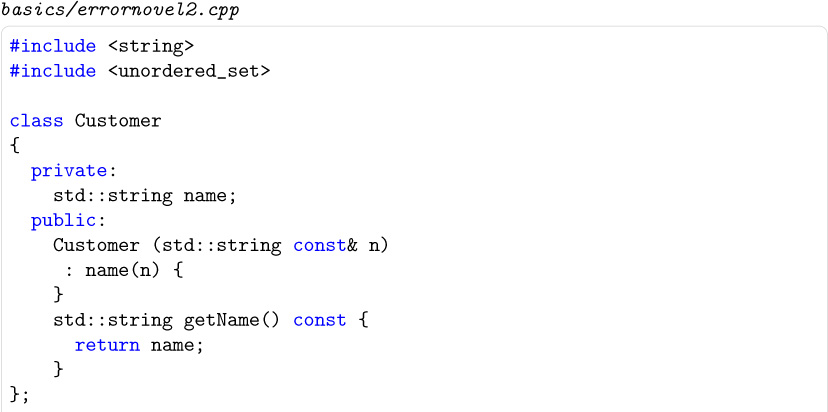 basics/errornovel2.cpp
#include <string>
#include <unordered_set>
class Customer
{
private:
std::string name;
public:
Customer (std::string const& n)
: name(n) {
}
std::string getName() const {
return name;
}
};